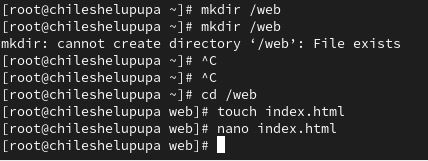 [root@chileshelupupa ~]# mkdir /web
[root@chileshelupupa ~]# mkdir /web
mkdir: cannot create directory ‘/web’: File exists
[root@chileshelupupa ~]# ^C
[root@chileshelupupa ~]# ^C
[root@chileshelupupa ~]# cd /web
[root@chileshelupupa web]# touch index.html
[root@chileshelupupa web]# nano index.html
[root@chileshelupupa web]#